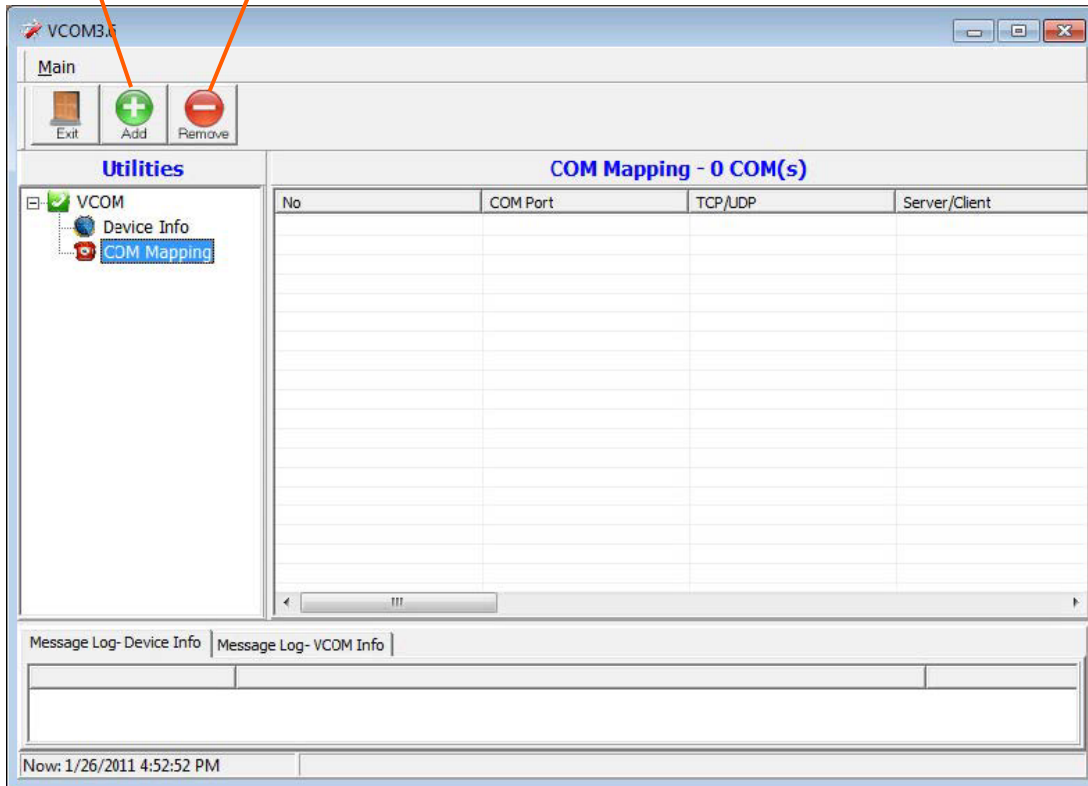 VCOM3.6
Main
Exit Add Remove
Utilities
COM Mapping - 0 COM(s)
VCOM
Device Info
COM Mapping
No COM Port TCP/UDP Server/Client
Message Log- Device Info Message Log- VCOM Info
Now: 1/26/2011 4:52:52 PM